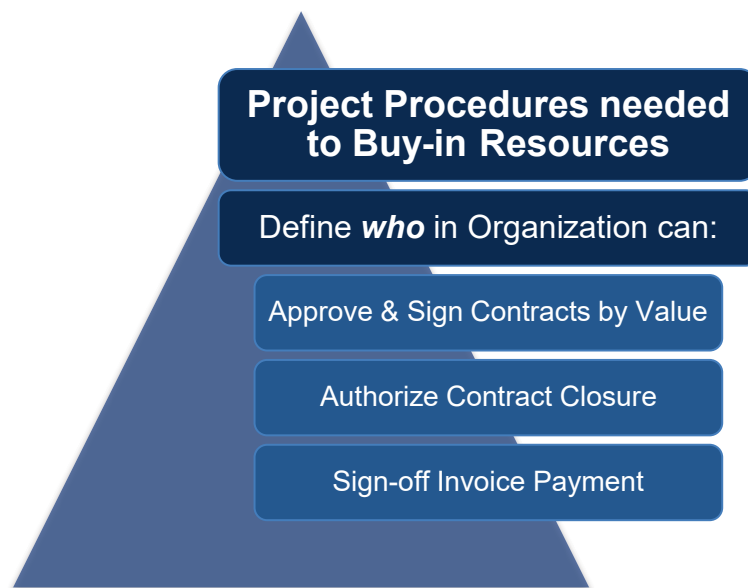 Project Procedures needed
to Buy-in Resources
Define who in Organization can:
Approve & Sign Contracts by Value
Authorize Contract Closure
Sign-off Invoice Payment